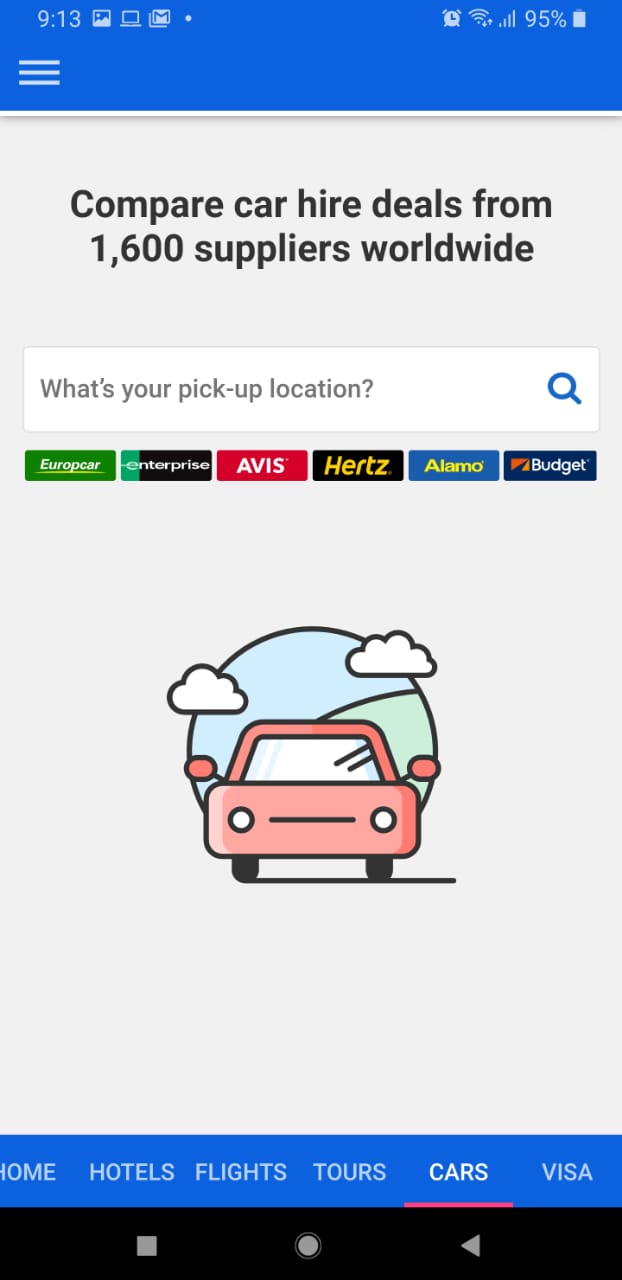 9:13 95%
Compare car hire deals from
1,600 suppliers worldwide
What’s your pick-up location?
Europcar enterprise AVIS Hertz Alamo Budget
HOME HOTELS FLIGHTS TOURS CARS VISA